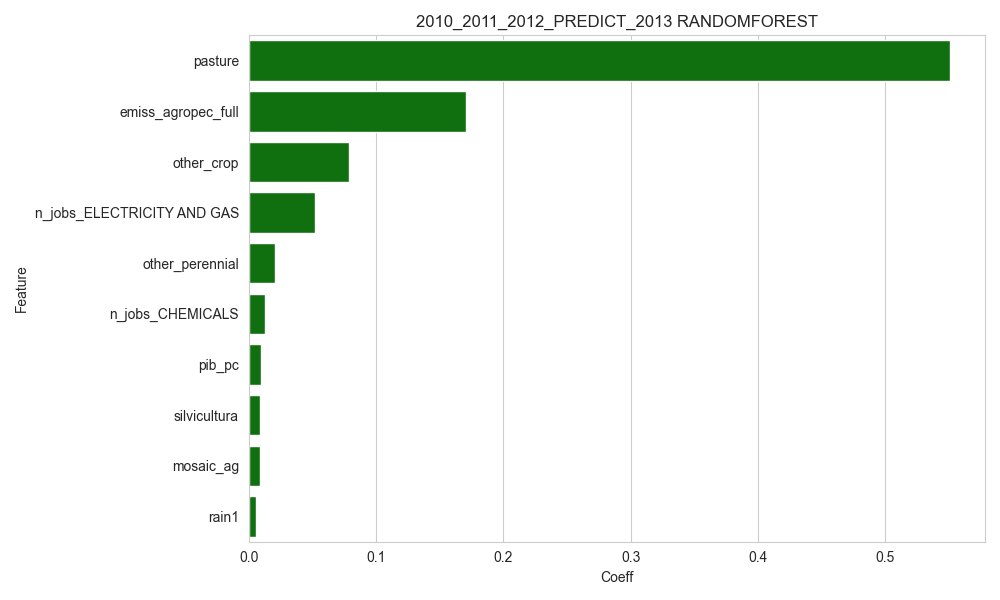 2010_2011_2012_PREDICT_2013 RANDOMFOREST
Feature
pasture
emiss_agropec_full
other_crop
n_jobs_ELECTRICITY AND GAS
other_perennial
n_jobs_CHEMICALS
pib_pc
silvicultura
mosaic_ag
rain1
0.0 0.1 0.2 0.3 0.4 0.5
Coeff